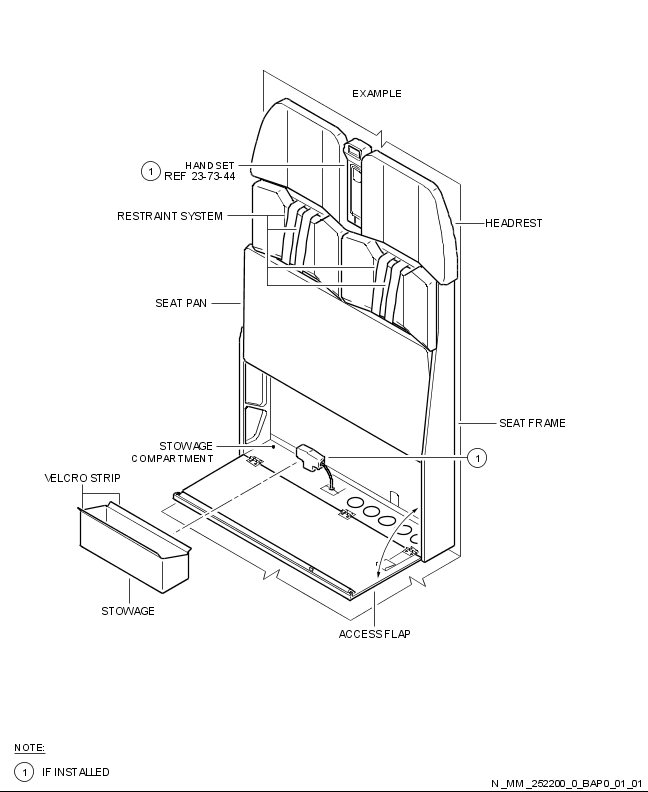 EXAMPLE
1
HANDSET
REF 23-73-44
RESTRAINT SYSTEM
HEADREST
SEAT PAN
SEAT FRAME
STOWAGE
COMPARTMENT
1
VELCRO STRIP
STOWAGE
ACCESS FLAP
NOTE:
1 IF INSTALLED
N_MM_252200_0_BAP0_01_01